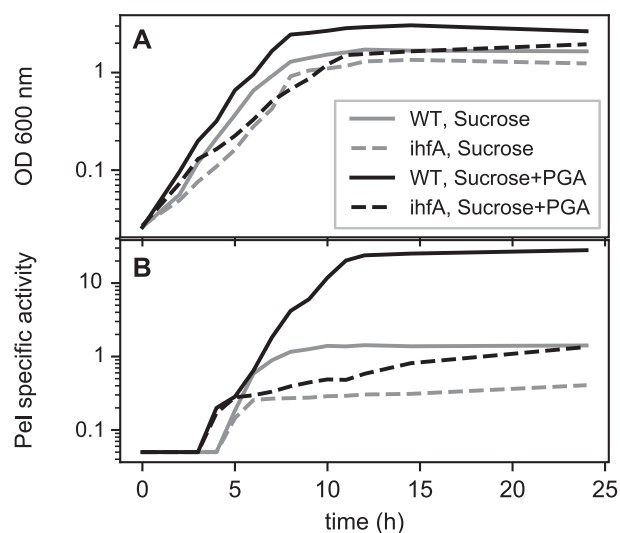 A
OD 600 nm
1
0.1
WT, Sucrose
ihfA, Sucrose
WT, Sucrose+PGA
ihfA, Sucrose+PGA
B
Pel specific activity
10
1
0.1
0 5 10 15 20 25
time (h)